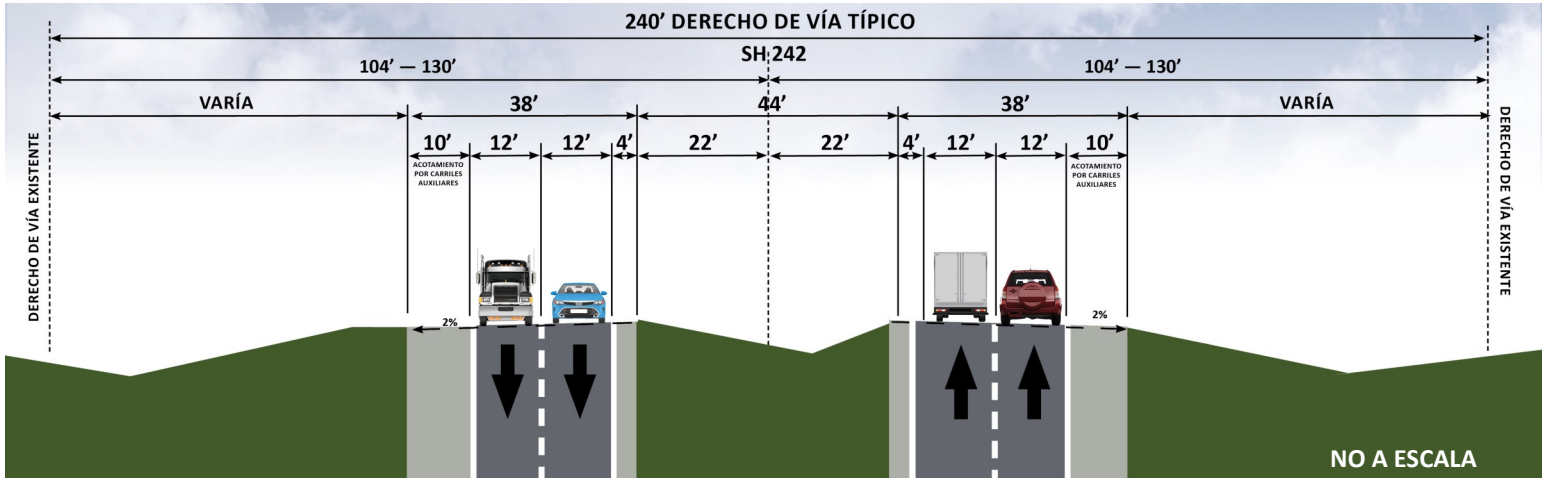 240’ DERECHO DE VÍA TÍPICO
SH 242
104’ — 130’
104’ — 130’
VARÍA
38’
44’
38’
VARÍA
10’
12’
12’
4’
22’
22’
4’
12’
12’
10’
ACOTAMIENTO
POR CARRILES
AUXILIARES
ACOTAMIENTO
POR CARRILES
AUXILIARES
DERECHO DE VÍA EXISTENTE
DERECHO DE VÍA EXISTENTE
2%
2%
NO A ESCALA